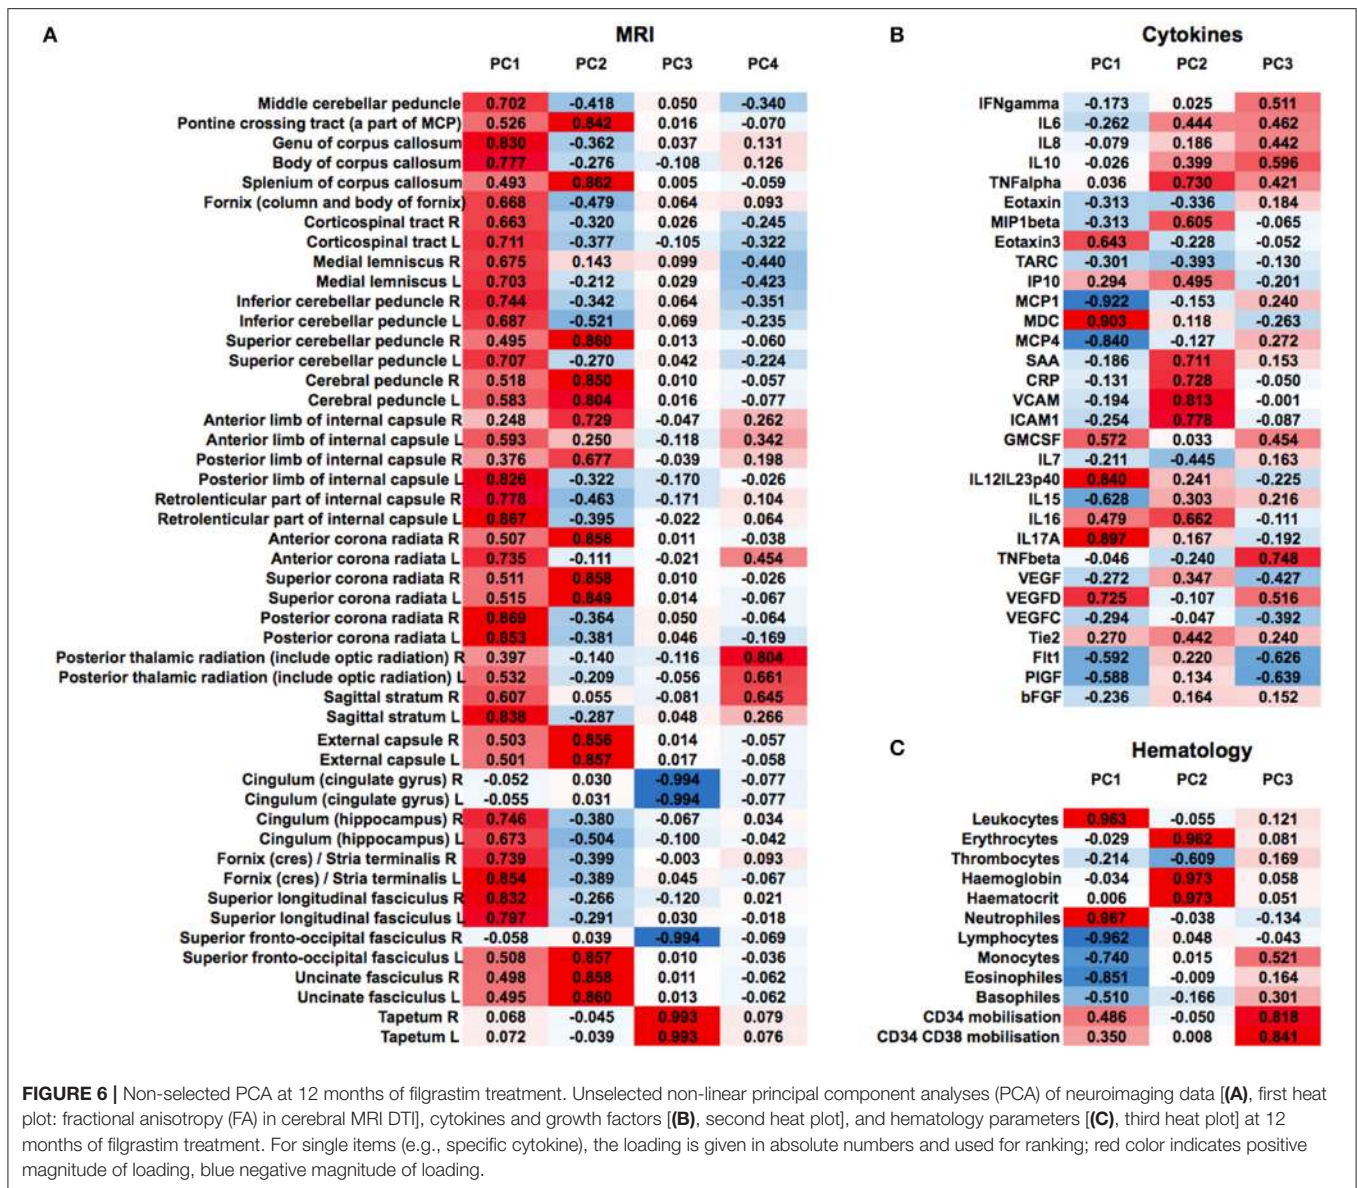 A
MRI
PC1 PC2 PC3 PC4
Middle cerebellar peduncle 0.702 -0.418 0.050 -0.340
Pontine crossing tract (a part of MCP) 0.526 0.842 0.016 -0.070
Genu of corpus callosum 0.830 -0.362 0.037 0.131
Body of corpus callosum 0.777 -0.276 -0.108 0.126
Splenium of corpus callosum 0.493 0.862 0.005 -0.059
Fornix (column and body of fornix) 0.668 -0.479 0.064 0.093
Corticospinal tract R 0.663 -0.320 0.026 -0.245
Corticospinal tract L 0.711 -0.377 -0.105 -0.322
Medial lemniscus R 0.675 0.143 0.099 -0.440
Medial lemniscus L 0.703 -0.212 0.029 -0.423
Inferior cerebellar peduncle R 0.744 -0.342 0.064 -0.351
Inferior cerebellar peduncle L 0.687 -0.521 0.069 -0.235
Superior cerebellar peduncle R 0.495 0.860 0.013 -0.060
Superior cerebellar peduncle L 0.707 -0.270 0.042 -0.224
Cerebral peduncle R 0.518 0.850 0.010 -0.057
Cerebral peduncle L 0.583 0.804 0.016 -0.077
Anterior limb of internal capsule R 0.248 0.729 -0.047 0.262
Anterior limb of internal capsule L 0.593 0.250 -0.118 0.342
Posterior limb of internal capsule R 0.376 0.677 -0.039 0.198
Posterior limb of internal capsule L 0.826 -0.322 -0.170 -0.026
Retrolenticular part of internal capsule R 0.778 -0.463 -0.171 0.104
Retrolenticular part of internal capsule L 0.867 -0.395 -0.022 0.064
Anterior corona radiata R 0.507 0.856 0.011 -0.038
Anterior corona radiata L 0.735 -0.111 -0.021 0.454
Superior corona radiata R 0.511 0.858 0.010 -0.026
Superior corona radiata L 0.515 0.849 0.014 -0.067
Posterior corona radiata R 0.869 -0.364 0.050 -0.064
Posterior corona radiata L 0.853 -0.381 0.046 -0.169
Posterior thalamic radiation (include optic radiation) R 0.397 -0.140 -0.116 0.804
Posterior thalamic radiation (include optic radiation) L 0.532 -0.209 -0.056 0.661
Sagittal stratum R 0.607 0.055 -0.081 0.645
Sagittal stratum L 0.838 -0.287 0.048 0.266
External capsule R 0.503 0.856 0.014 -0.057
External capsule L 0.501 0.857 0.017 -0.058
Cingulum (cingulate gyrus) R -0.052 0.030 -0.994 -0.077
Cingulum (cingulate gyrus) L -0.055 0.031 -0.994 -0.077
Cingulum (hippocampus) R 0.746 -0.380 -0.067 0.034
Cingulum (hippocampus) L 0.673 -0.504 -0.100 -0.042
Fornix (cres) / Stria terminalis R 0.739 -0.399 -0.003 0.093
Fornix (cres) / Stria terminalis L 0.854 -0.389 0.045 -0.067
Superior longitudinal fasciculus R 0.832 -0.266 -0.120 0.021
Superior longitudinal fasciculus L 0.797 -0.291 0.030 -0.018
Superior fronto-occipital fasciculus R -0.058 0.039 -0.994 -0.069
Superior fronto-occipital fasciculus L 0.508 0.857 0.010 -0.036
Uncinate fasciculus R 0.498 0.858 0.011 -0.062
Uncinate fasciculus L 0.495 0.860 0.013 -0.062
Tapetum R 0.068 -0.045 0.993 0.079
Tapetum L 0.072 -0.039 0.993 0.076
B
Cytokines
PC1 PC2 PC3
IFNgamma -0.173 0.025 0.511
IL6 -0.262 0.444 0.462
IL8 -0.079 0.186 0.442
IL10 -0.026 0.399 0.596
TNFalpha 0.036 0.730 0.421
Eotaxin -0.313 -0.336 0.184
MIP1beta -0.313 0.605 -0.065
Eotaxin3 0.643 -0.228 -0.052
TARC -0.301 -0.393 -0.130
IP10 0.294 0.495 -0.201
MCP1 -0.922 -0.153 0.240
MDC 0.903 0.118 -0.263
MCP4 -0.840 -0.127 0.272
SAA -0.186 0.711 0.153
CRP -0.131 0.728 -0.050
VCAM -0.194 0.813 -0.001
ICAM1 -0.254 0.778 -0.087
GMCSF 0.572 0.033 0.454
IL7 -0.211 -0.445 0.163
IL12IL23p40 0.840 0.241 -0.225
IL15 -0.628 0.303 0.216
IL16 0.479 0.662 -0.111
IL17A 0.897 0.167 -0.192
TNFbeta -0.046 -0.240 0.748
VEGF -0.272 0.347 -0.427
VEGFD 0.725 -0.107 0.516
VEGFC -0.294 -0.047 -0.392
Tie2 0.270 0.442 0.240
Flt1 -0.592 0.220 -0.626
PlGF -0.588 0.134 -0.639
bFGF -0.236 0.164 0.152
C
Hematology
PC1 PC2 PC3
Leukocytes 0.963 -0.055 0.121
Erythrocytes -0.029 0.962 0.081
Thrombocytes -0.214 -0.609 0.169
Haemoglobin -0.034 0.973 0.058
Haematocrit 0.006 0.973 0.051
Neutrophiles 0.967 -0.038 -0.134
Lymphocytes -0.962 0.048 -0.043
Monocytes -0.740 0.015 0.521
Eosinophiles -0.851 -0.009 0.164
Basophiles -0.510 -0.166 0.301
CD34 mobilisation 0.486 -0.050 0.818
CD34 CD38 mobilisation 0.350 0.008 0.841
FIGURE 6 | Non-selected PCA at 12 months of filgrastim treatment. Unselected non-linear principal component analyses (PCA) of neuroimaging data [(A), first heat
plot: fractional anisotropy (FA) in cerebral MRI DTI], cytokines and growth factors [(B), second heat plot], and hematology parameters [(C), third heat plot] at 12
months of filgrastim treatment. For single items (e.g., specific cytokine), the loading is given in absolute numbers and used for ranking; red color indicates positive
magnitude of loading, blue negative magnitude of loading.